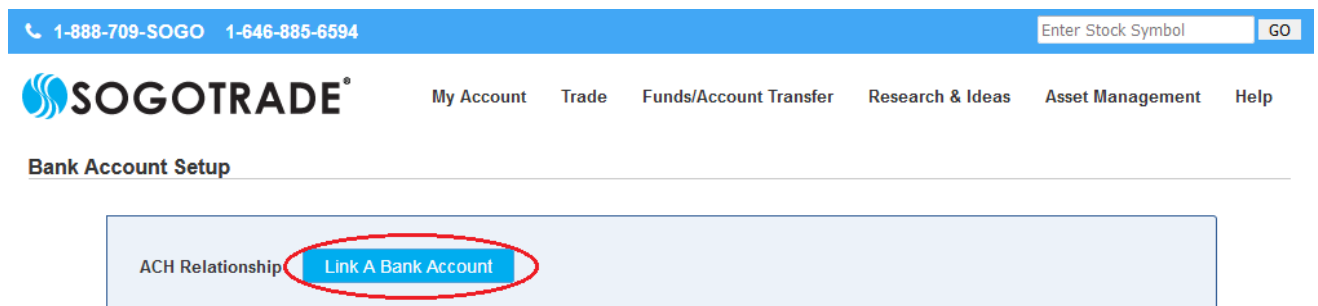 1-888-709-SOGO 1-646-885-6594 Enter Stock Symbol GO
SOGOTRADE® My Account Trade Funds/Account Transfer Research & Ideas Asset Management Help
Bank Account Setup
ACH Relationship Link A Bank Account